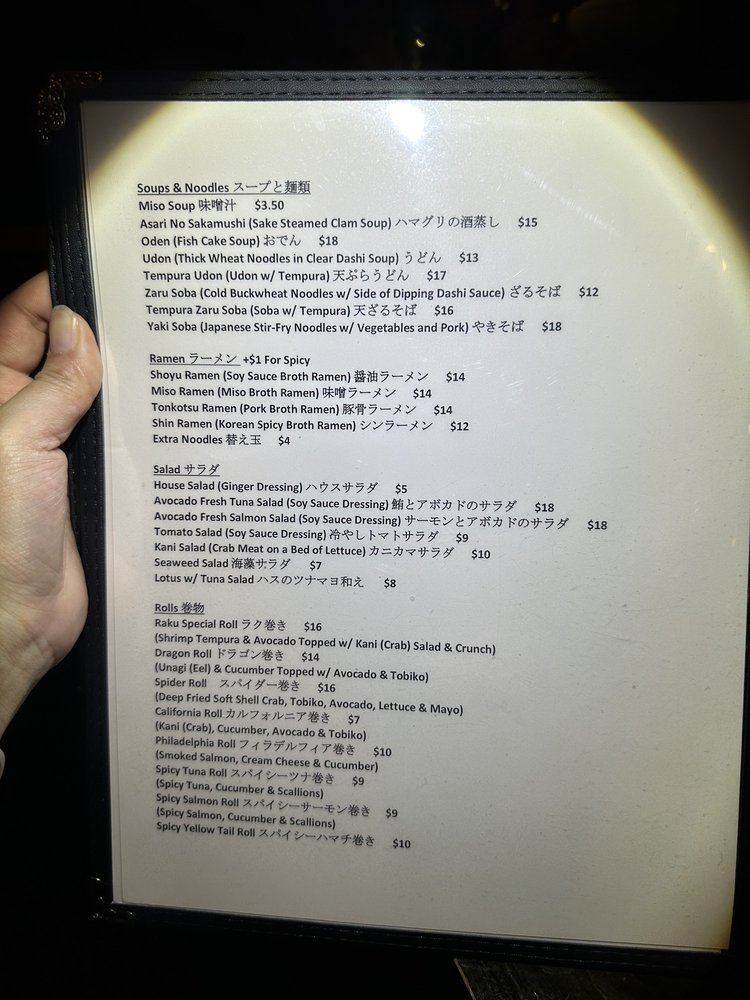 Soups & Noodles スープと麺類
Miso Soup 味噌汁 $3.50
Asari No Sakamushi (Sake Steamed Clam Soup) ハマグリの酒蒸し $15
Oden (Fish Cake Soup) おでん $18
Udon (Thick Wheat Noodles in Clear Dashi Soup) うどん $13
Tempura Udon (Udon w/ Tempura) 天ぷらうどん $17
Zaru Soba (Cold Buckwheat Noodles w/ Side of Dipping Dashi Sauce) ざるそば $12
Tempura Zaru Soba (Soba w/ Tempura) 天ざるそば $16
Yaki Soba (Japanese Stir-Fry Noodles w/ Vegetables and Pork) やきそば $18
Ramen ラーメン +$1 For Spicy
Shoyu Ramen (Soy Sauce Broth Ramen) 醤油ラーメン $14
Miso Ramen (Miso Broth Ramen) 味噌ラーメン $14
Tonkotsu Ramen (Pork Broth Ramen) 豚骨ラーメン $14
Shin Ramen (Korean Spicy Broth Ramen) シンラーメン $12
Extra Noodles 替え玉 $4
Salad サラダ
House Salad (Ginger Dressing) ハウスサラダ $5
Avocado Fresh Tuna Salad (Soy Sauce Dressing) 鮪とアボカドのサラダ $18
Avocado Fresh Salmon Salad (Soy Sauce Dressing) サーモンとアボカドのサラダ $18
Tomato Salad (Soy Sauce Dressing) 冷やしトマトサラダ $9
Kani Salad (Crab Meat on a Bed of Lettuce) カニカマサラダ $10
Seaweed Salad 海藻サラダ $7
Lotus w/ Tuna Salad ハスのツナマヨ和え $8
Rolls 巻物
Raku Special Roll ラク巻き $16
(Shrimp Tempura & Avocado Topped w/ Kani (Crab) Salad & Crunch)
Dragon Roll ドラゴン巻き $14
(Unagi (Eel) & Cucumber Topped w/ Avocado & Tobiko)
Spider Roll スパイダー巻き $16
(Deep Fried Soft Shell Crab, Tobiko, Avocado, Lettuce & Mayo)
California Roll カルフォルニア巻き $7
(Kani (Crab), Cucumber, Avocado & Tobiko)
Philadelphia Roll フィラデルフィア巻き $10
(Smoked Salmon, Cream Cheese & Cucumber)
Spicy Tuna Roll スパイシーツナ巻き $9
(Spicy Tuna, Cucumber & Scallions)
Spicy Salmon Roll スパイシーサーモン巻き $9
(Spicy Salmon, Cucumber & Scallions)
Spicy Yellow Tail Roll スパイシーハマチ巻き $10